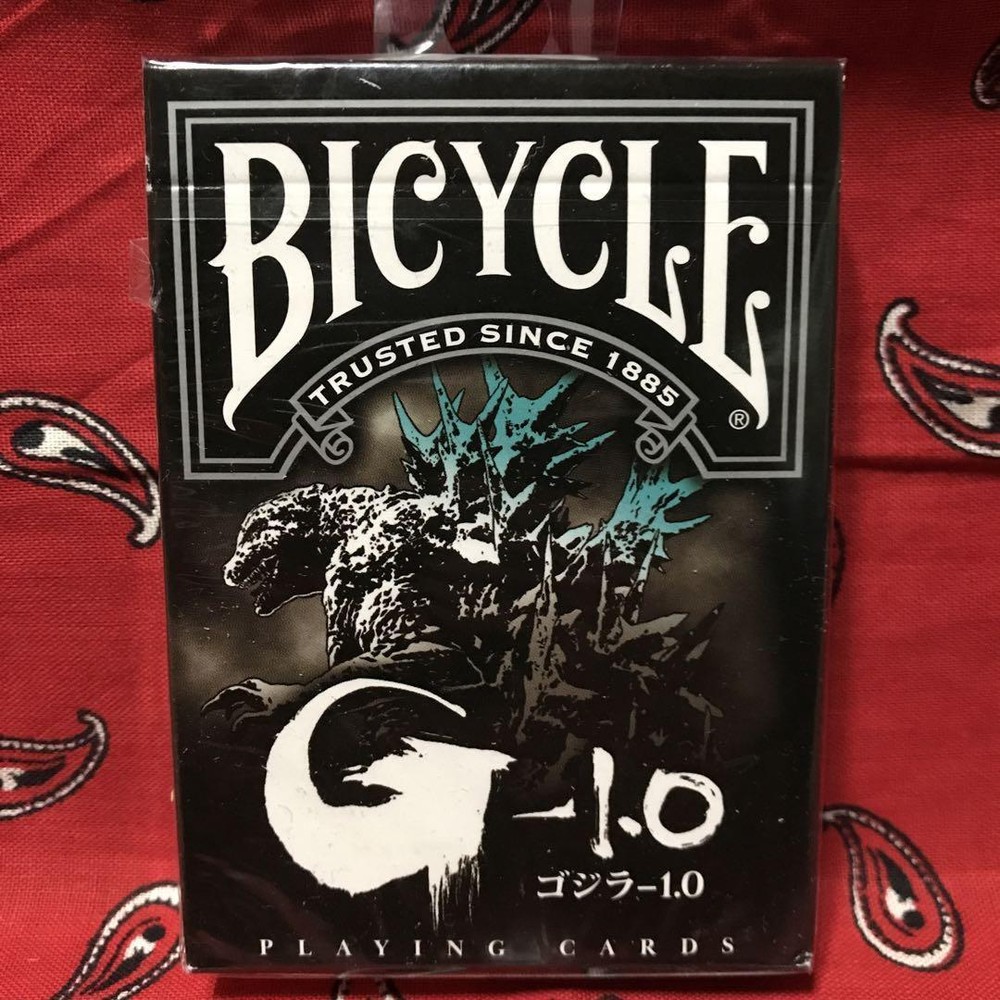 BICYCLE
®
TRUSTED SINCE 1885
G-1.0
ゴジラ-1.0
PLAYING CARDS